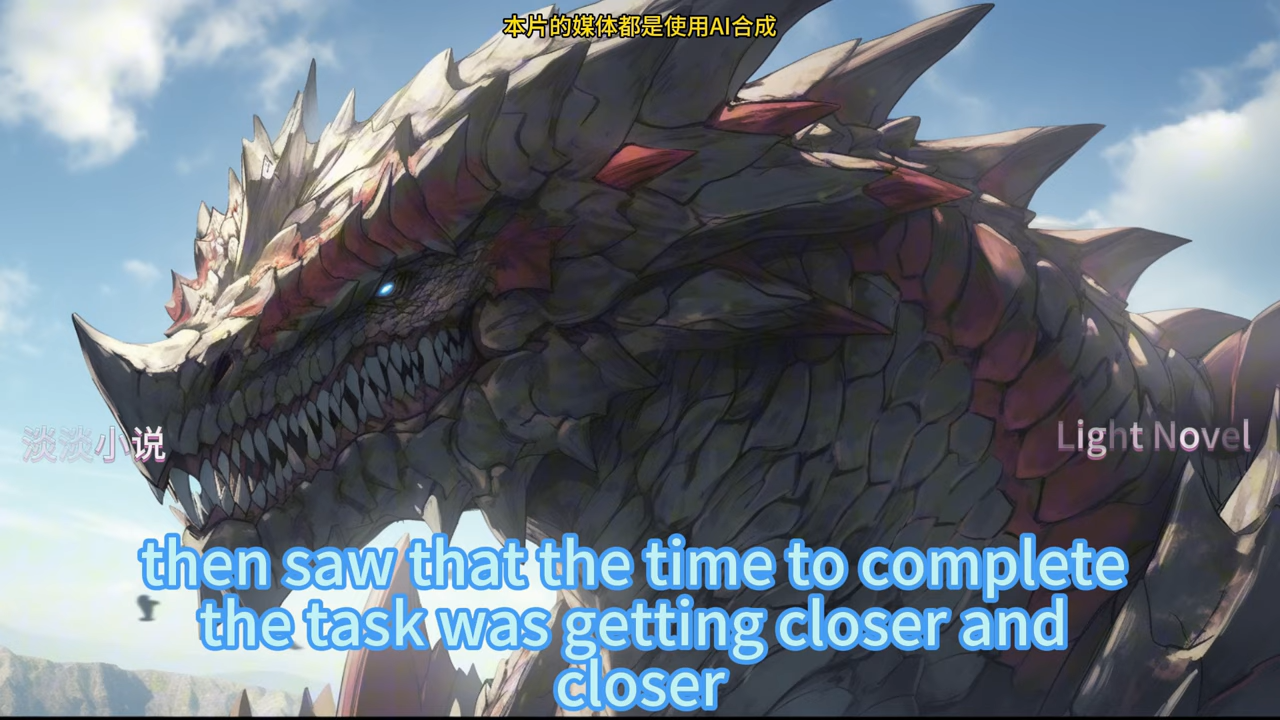 本片的媒体都是使用AI合成
淡淡小说
Light Novel
then saw that the time to complete
the task was getting closer and
closer